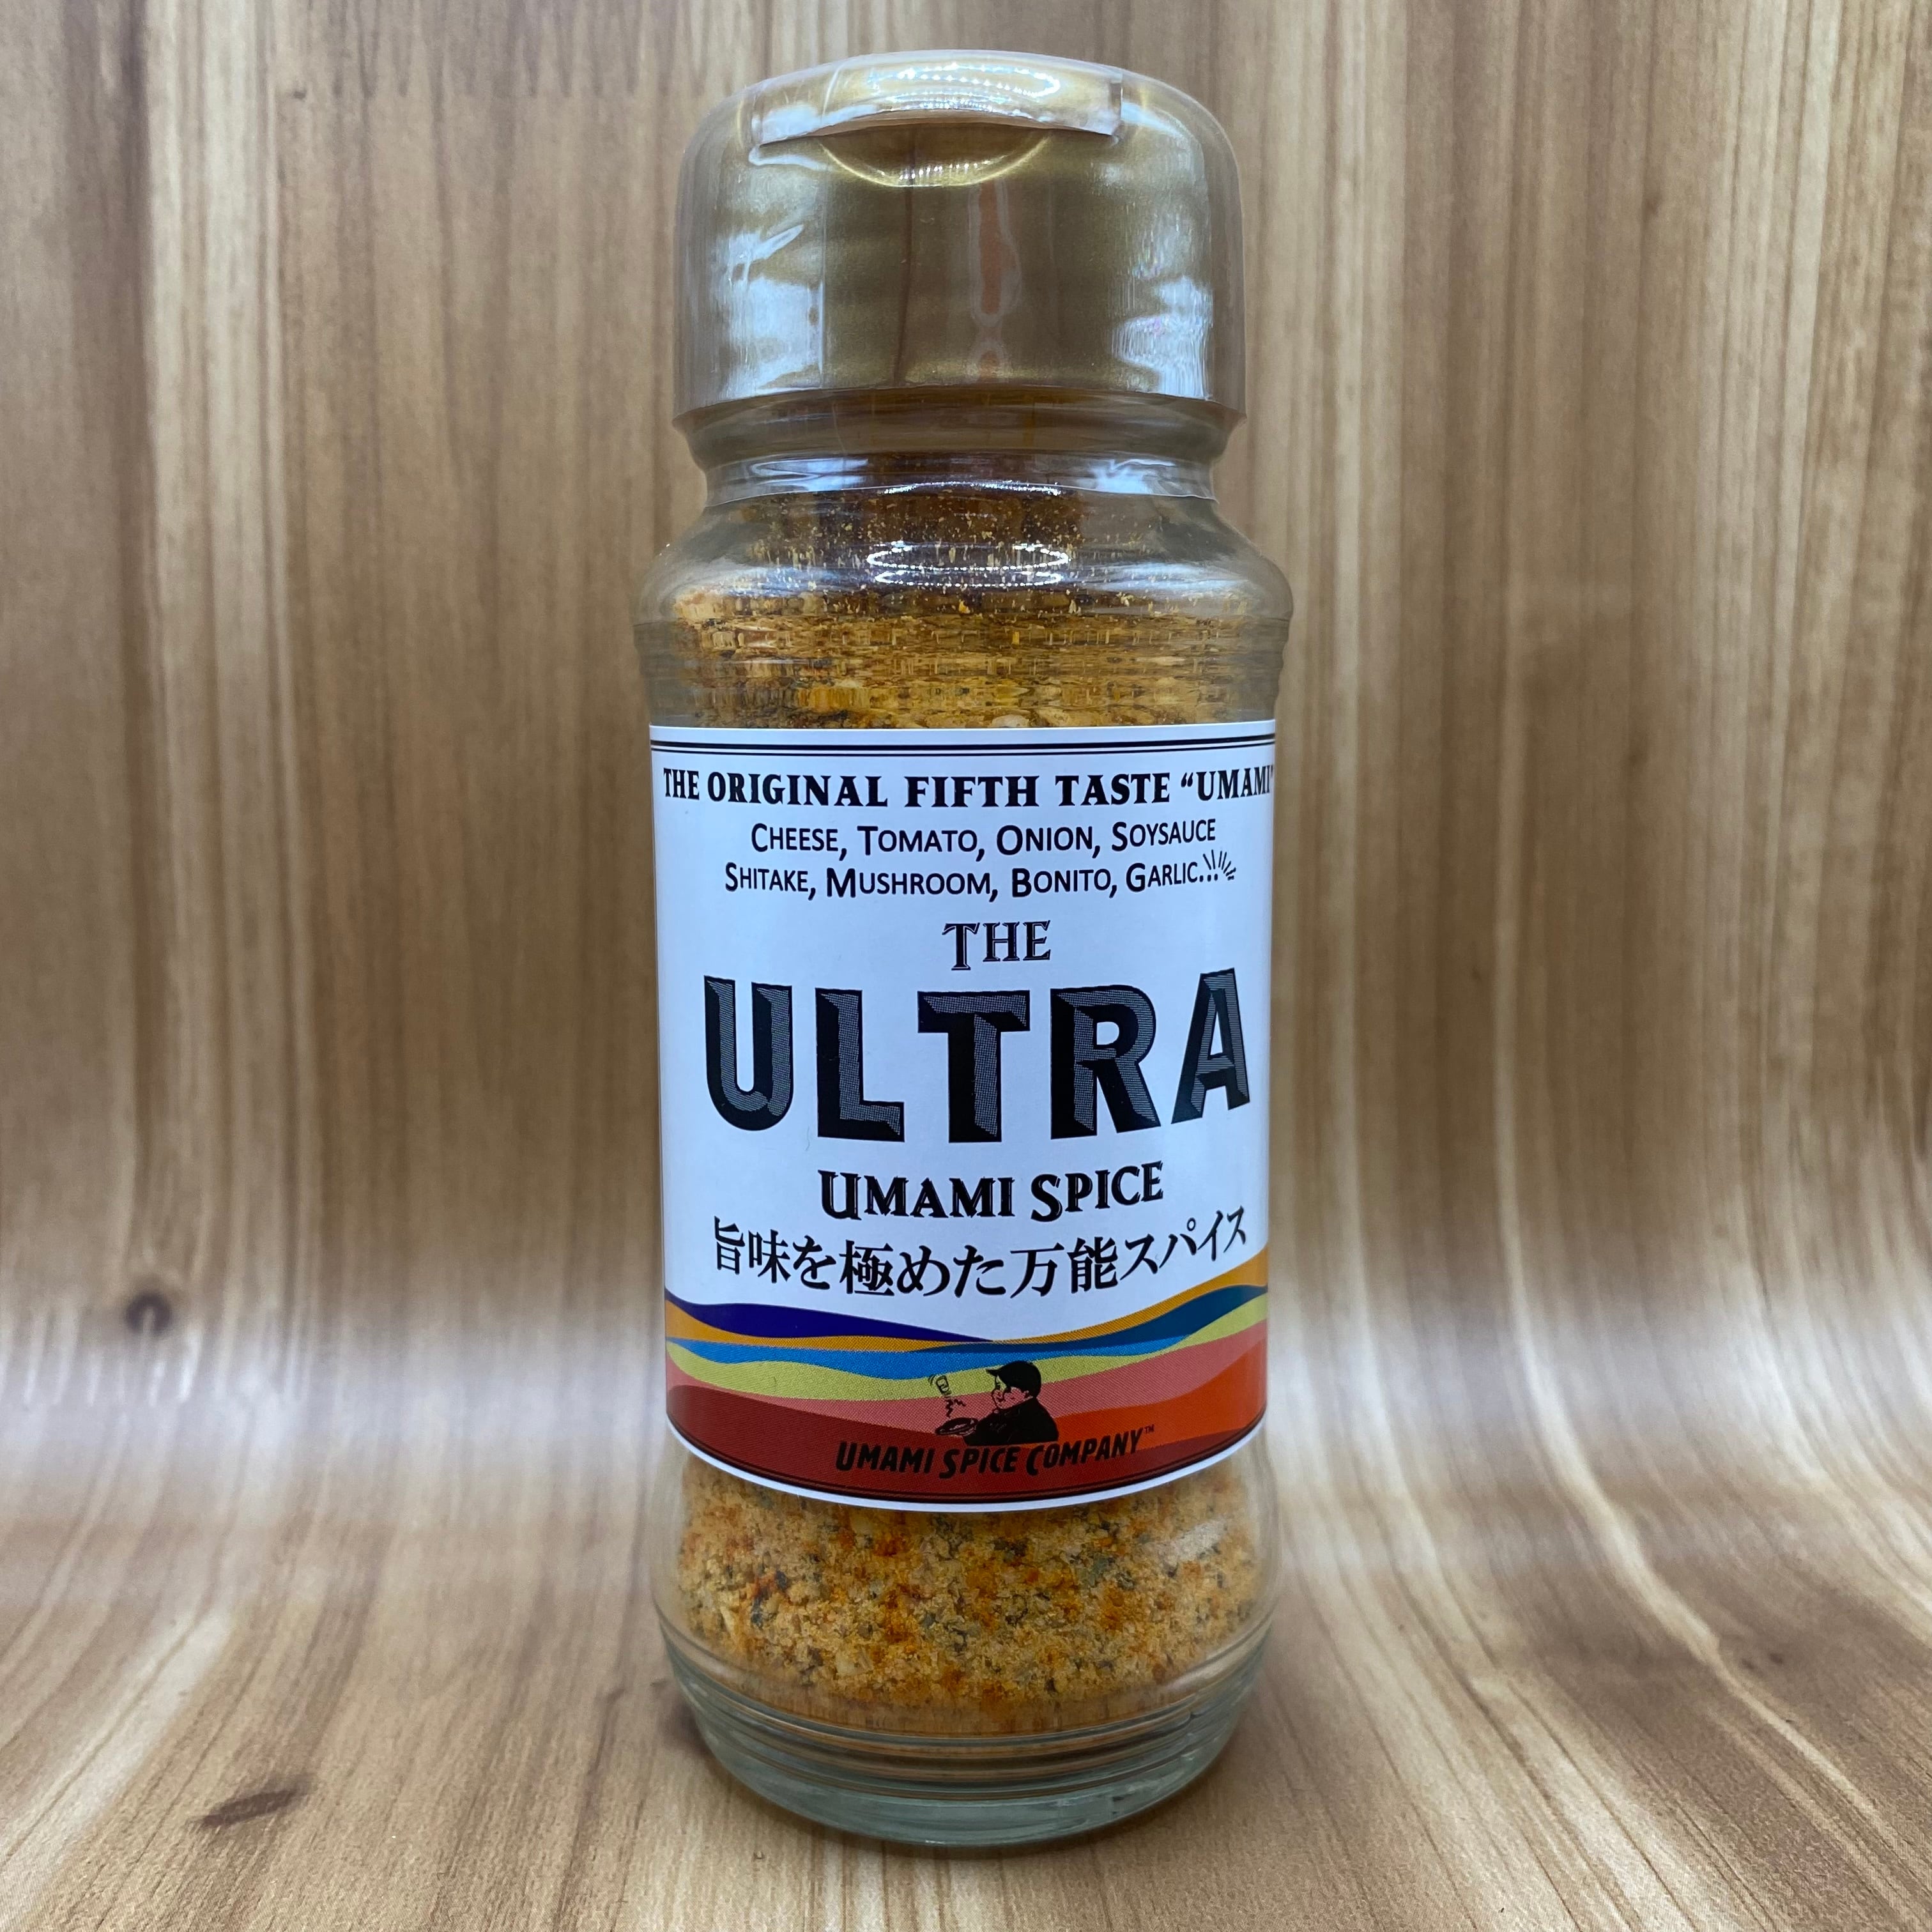 THE ORIGINAL FIFTH TASTE “UMAMI”
CHEESE, TOMATO, ONION, SOYSAUCE
SHITAKE, MUSHROOM, BONITO, GARLIC...
THE
ULTRA
UMAMI SPICE
旨味を極めた万能スパイス
UMAMI SPICE COMPANY™